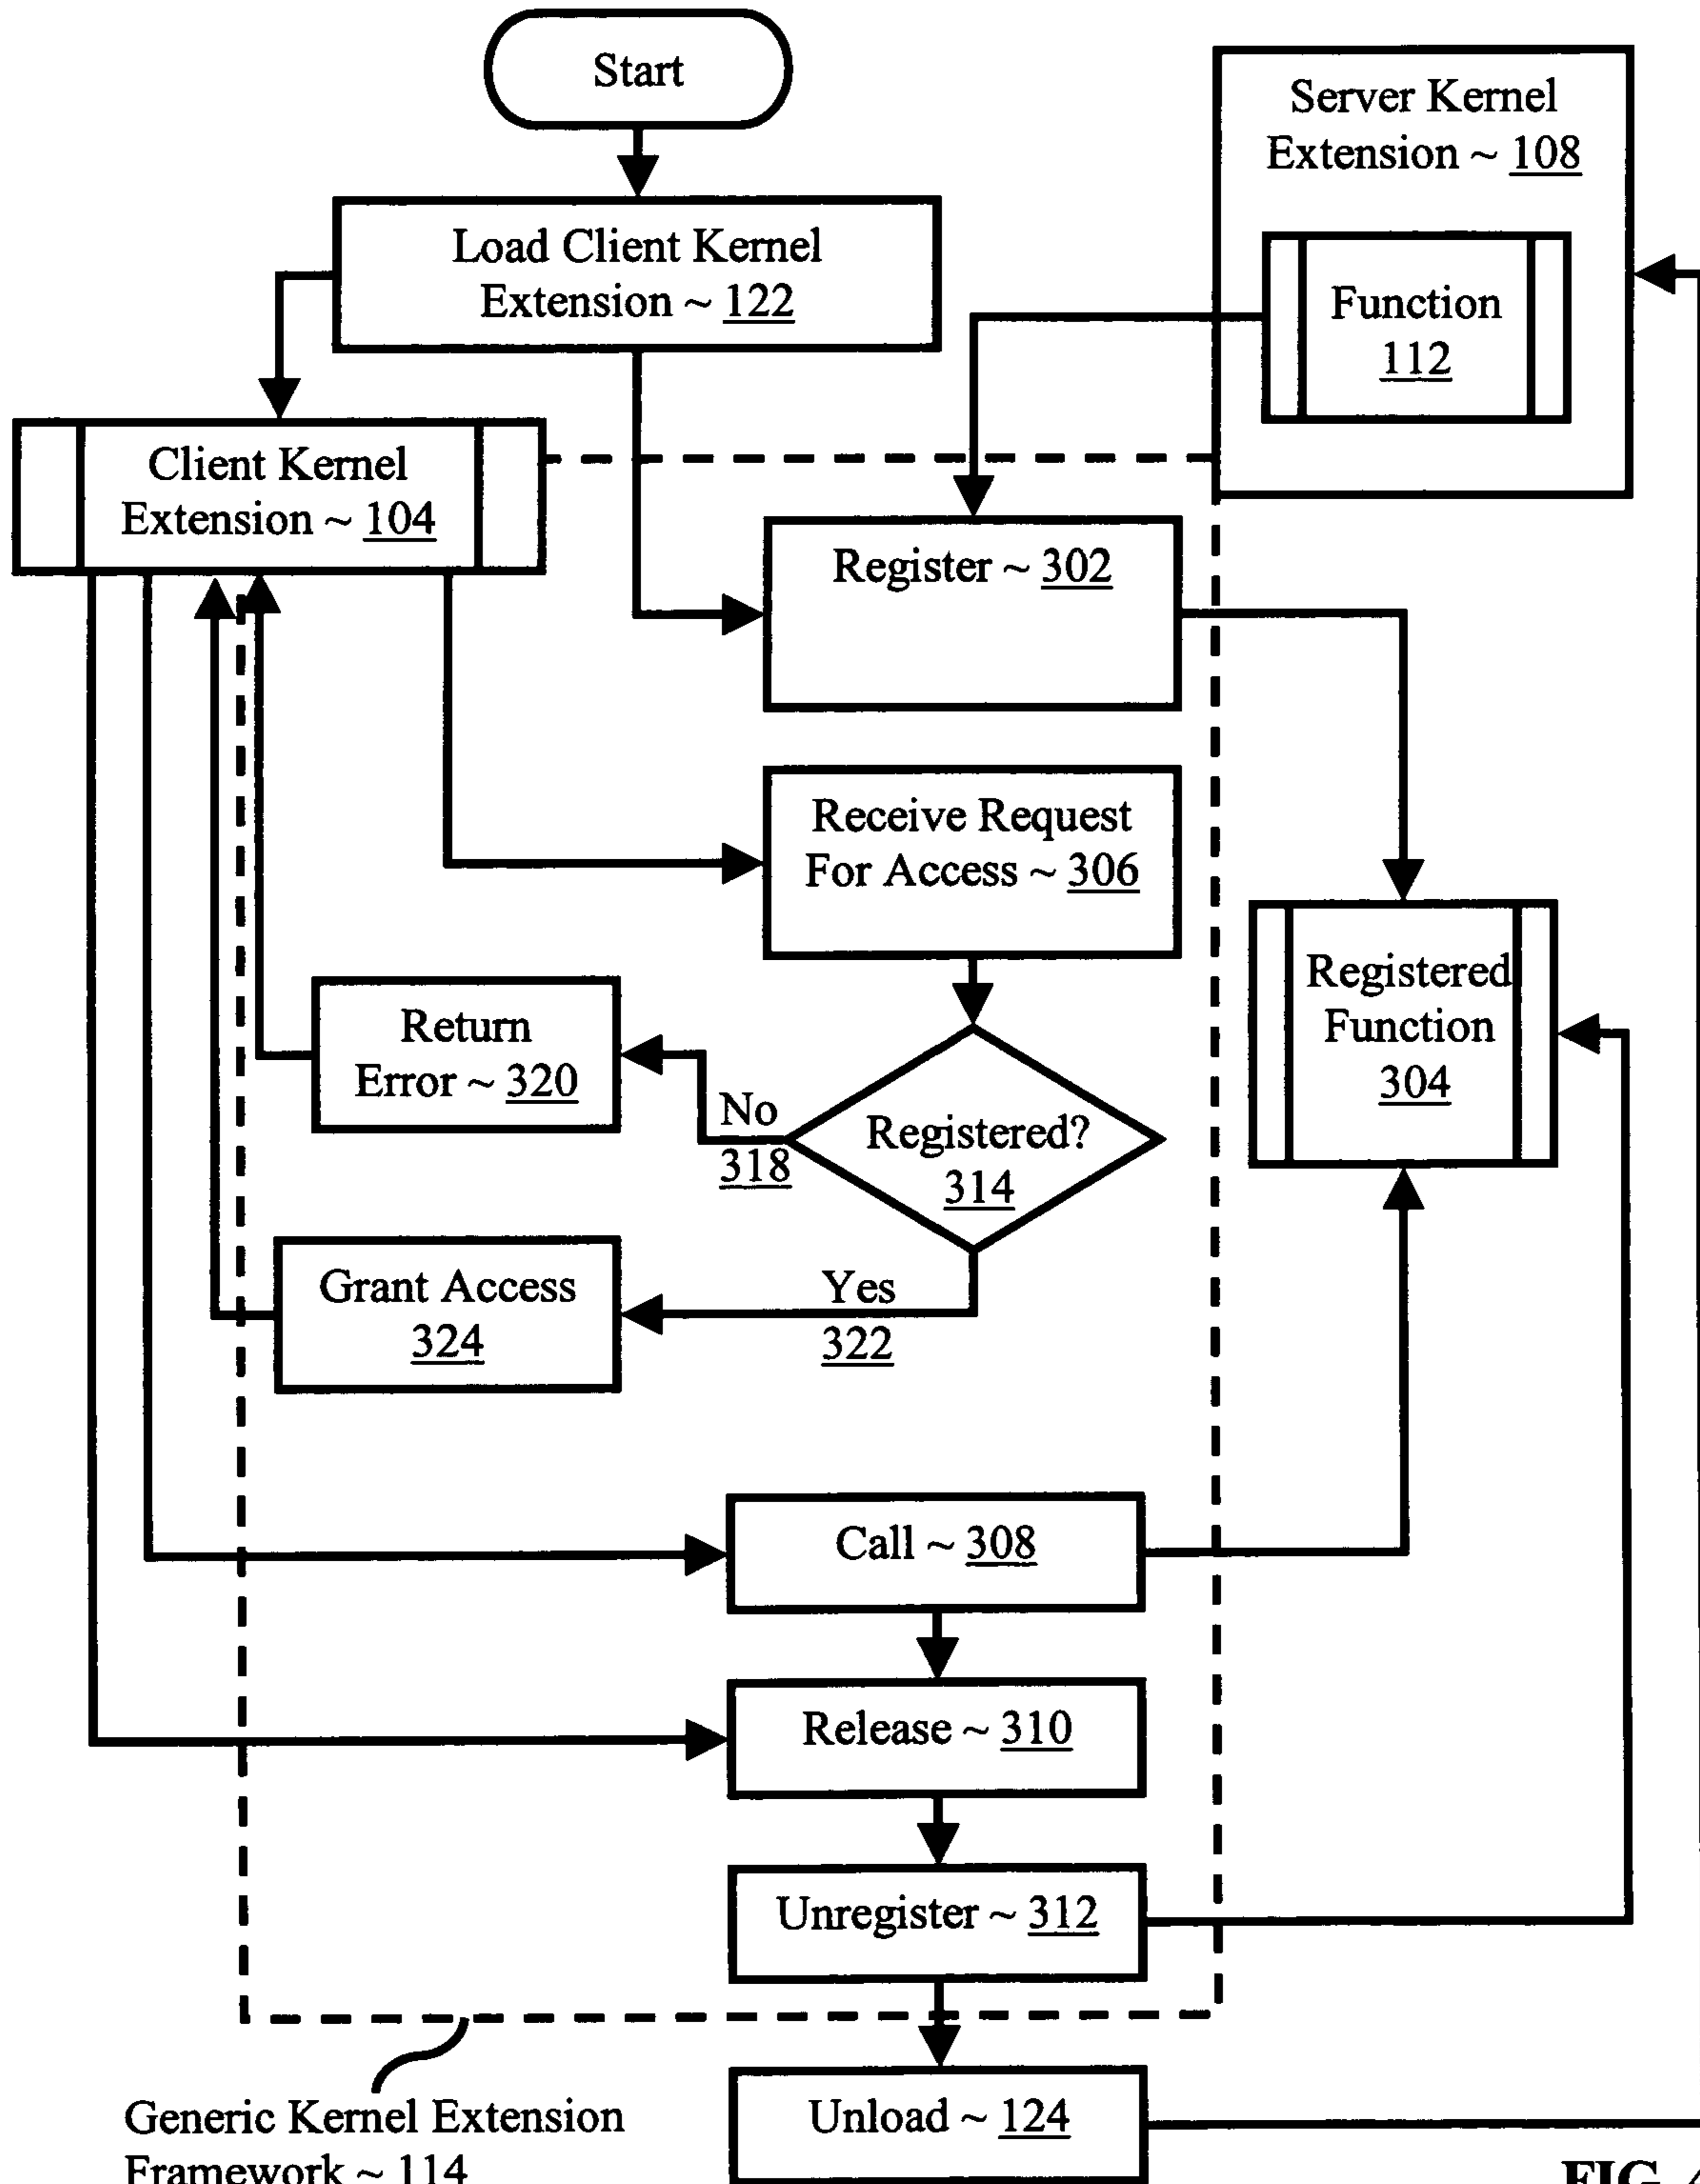 Start
Server Kernel
Extension ~ 108
Load Client Kernel
Extension ~ 122
Function
112
Client Kernel
Extension ~ 104
Register ~ 302
Receive Request
For Access ~ 306
Registered
Function
304
Return
Error ~ 320
No
318
Registered?
314
Grant Access
324
Yes
322
Call ~ 308
Release ~ 310
Unregister ~ 312
Generic Kernel Extension
Framework ~ 114
Unload ~ 124
FIG.